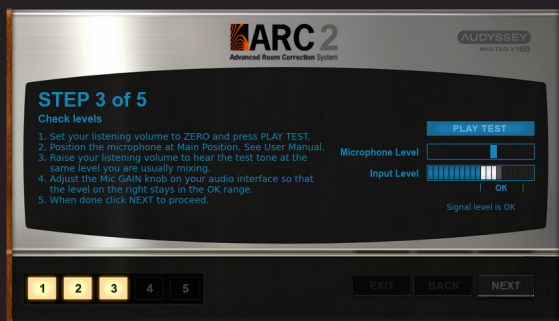 ARC 2
Advanced Room Correction System
AUDYSSEY
MULTEQ XT32
STEP 3 of 5
Check levels
1. Set your listening volume to ZERO and press PLAY TEST.
2. Position the microphone at Main Position. See User Manual.
3. Raise your listening volume to hear the test tone at the
same level you are usually mixing.
4. Adjust the Mic GAIN knob on your audio interface so that
the level on the right stays in the OK range.
5. When done click NEXT to proceed.
PLAY TEST
Microphone Level
Input Level
OK
Signal level is OK
1 2 3 4 5
EXIT BACK NEXT